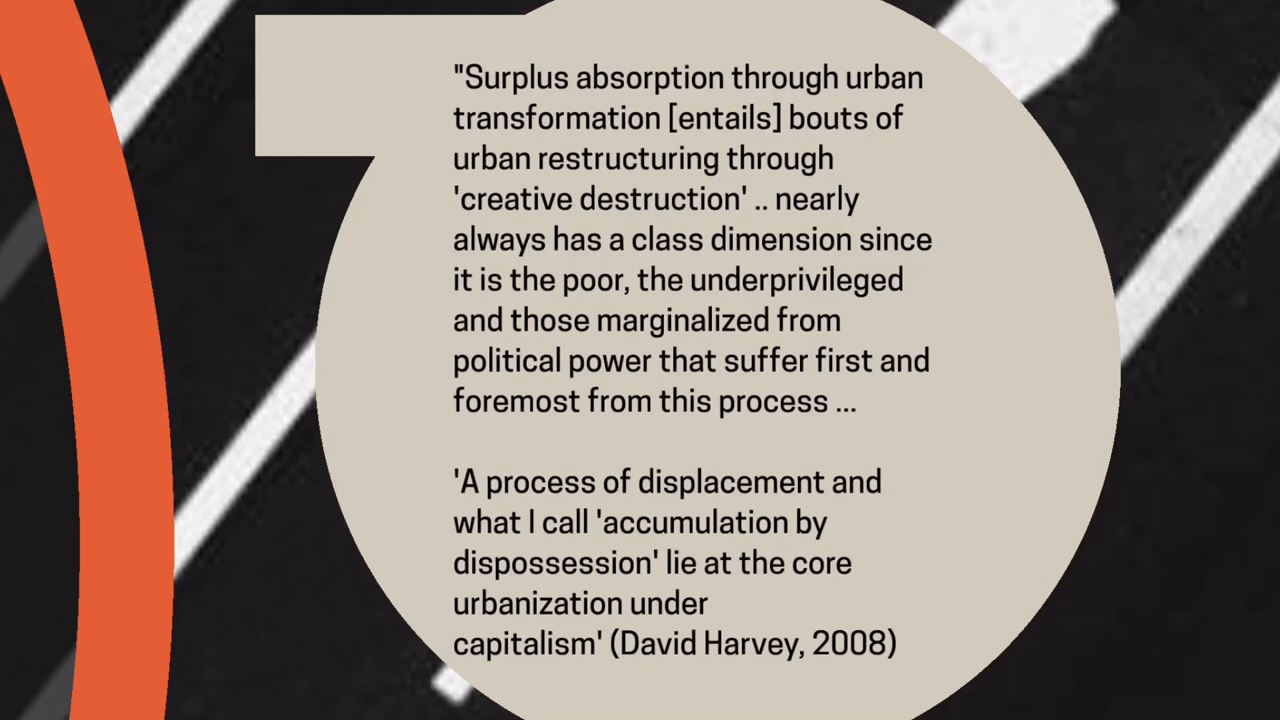 "Surplus absorption through urban
transformation [entails] bouts of
urban restructuring through
'creative destruction' .. nearly
always has a class dimension since
it is the poor, the underprivileged
and those marginalized from
political power that suffer first and
foremost from this process ...
'A process of displacement and
what I call 'accumulation by
dispossession' lie at the core
urbanization under
capitalism' (David Harvey, 2008)